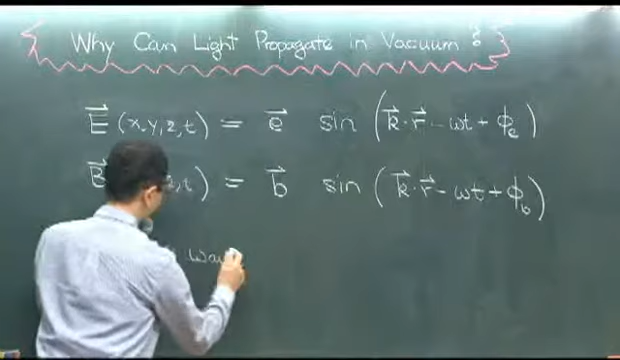 Why Can Light Propagate in Vacuum?
E⃗ (x,y,z,t) = e⃗ sin (k⃗·r⃗ - ωt + ϕe)
B⃗ z,t) = b⃗ sin (k⃗·r⃗ - ωt + ϕb)